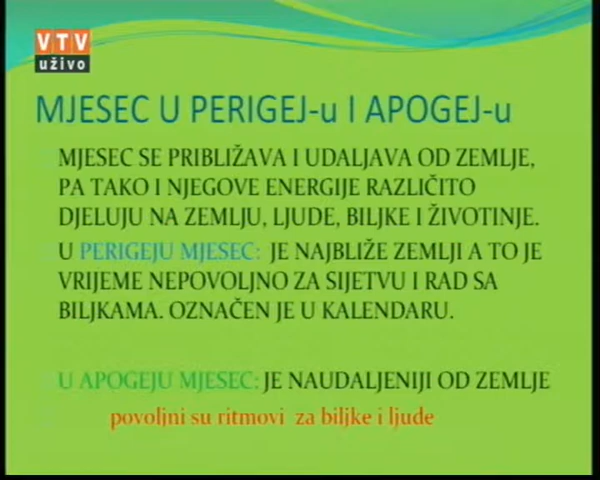 VTV
uživo
MJESEC U PERIGEJ-u I APOGEJ-u
MJESEC SE PRIBLIŽAVA I UDALJAVA OD ZEMLJE,
PA TAKO I NJEGOVE ENERGIJE RAZLIČITO
DJELUJU NA ZEMLJU, LJUDE, BILJKE I ŽIVOTINJE.
U PERIGEJU MJESEC: JE NAJBLIŽE ZEMLJI A TO JE
VRIJEME NEPOVOLJNO ZA SIJETVU I RAD SA
BILJKAMA. OZNAČEN JE U KALENDARU.
U APOGEJU MJESEC: JE NAUDALJENIJI OD ZEMLJE
povoljni su ritmovi za biljke i ljude